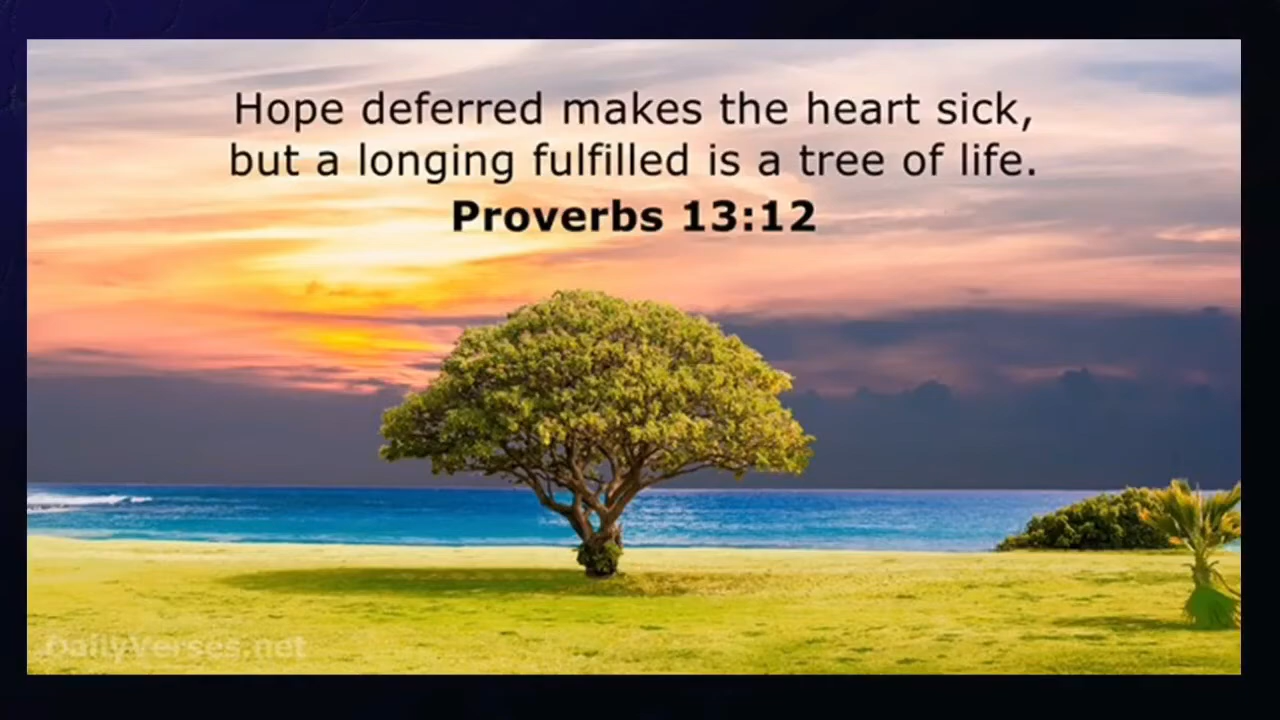 Hope deferred makes the heart sick,
but a longing fulfilled is a tree of life.
Proverbs 13:12
DailyVerses.net